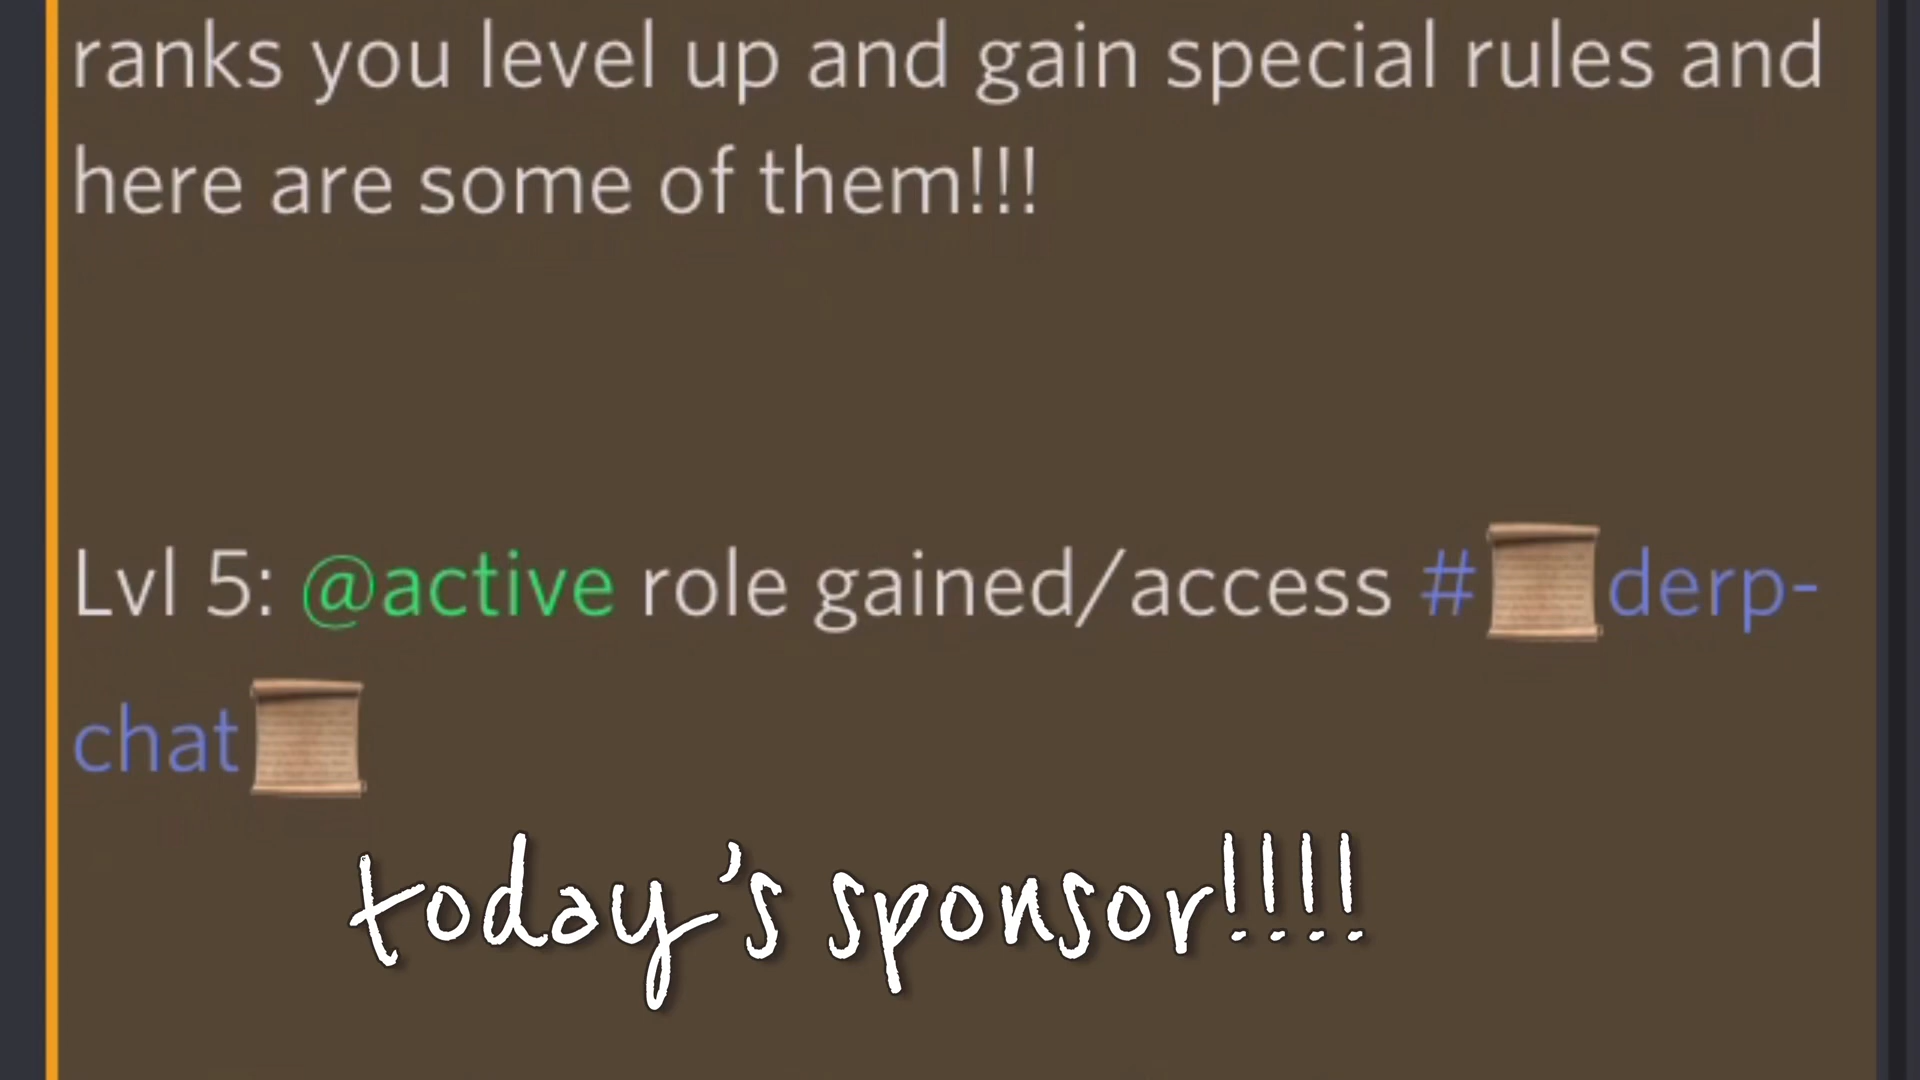 ranks you level up and gain special rules and
here are some of them!!!
Lvl 5: @active role gained/access #📜derp-
chat📜
today's sponsor!!!!